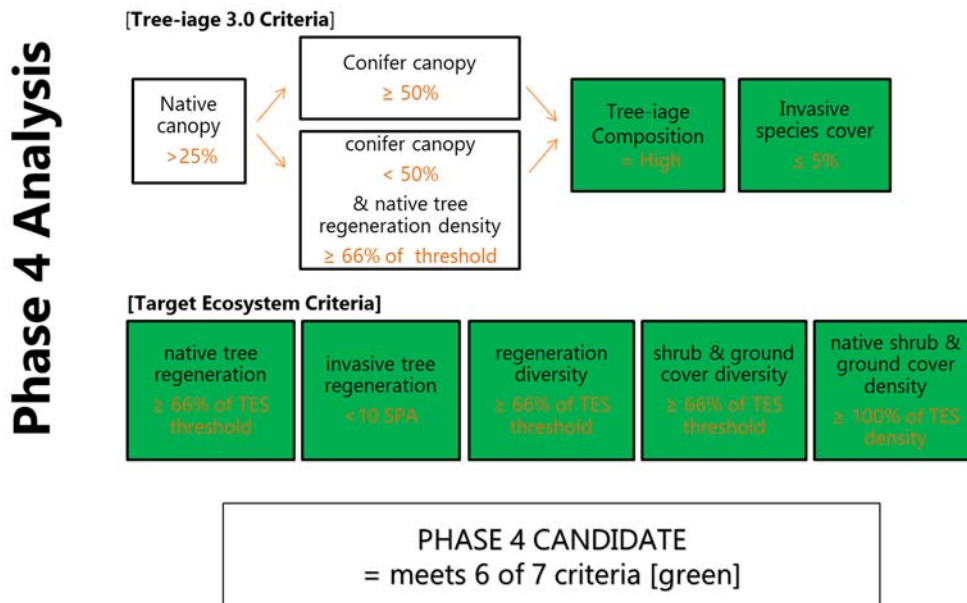 Phase 4 Analysis
[Tree-iage 3.0 Criteria]
Native
canopy
>25%
Conifer canopy
≥ 50%
conifer canopy
< 50%
& native tree
regeneration density
≥ 66% of threshold
Tree-iage
Composition
= High
Invasive
species cover
≤ 5%
[Target Ecosystem Criteria]
native tree
regeneration
≥ 66% of TES
threshold
invasive tree
regeneration
<10 SPA
regeneration
diversity
≥ 66% of TES
threshold
shrub & ground
cover diversity
≥ 66% of TES
threshold
native shrub &
ground cover
density
≥ 100% of TES
density
PHASE 4 CANDIDATE
= meets 6 of 7 criteria [green]